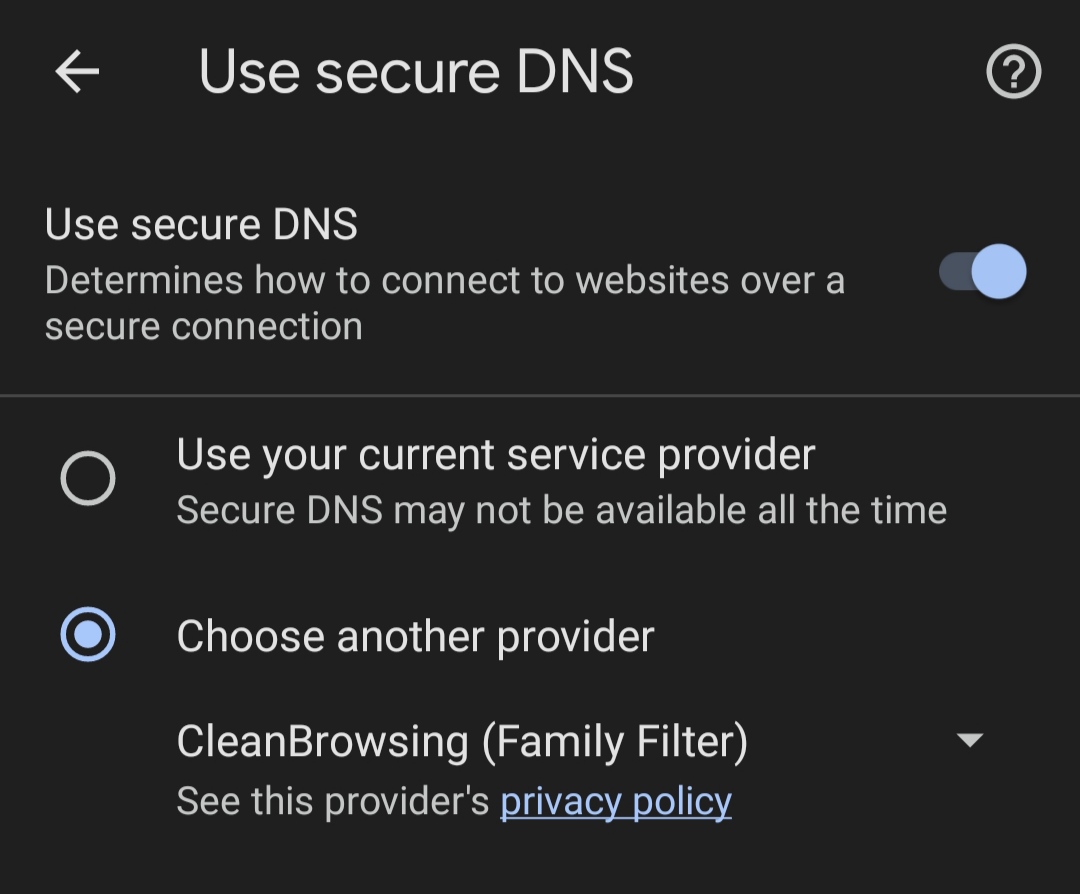 Use secure DNS
Use secure DNS
Determines how to connect to websites over a
secure connection
Use your current service provider
Secure DNS may not be available all the time
Choose another provider
CleanBrowsing (Family Filter)
See this provider's privacy policy